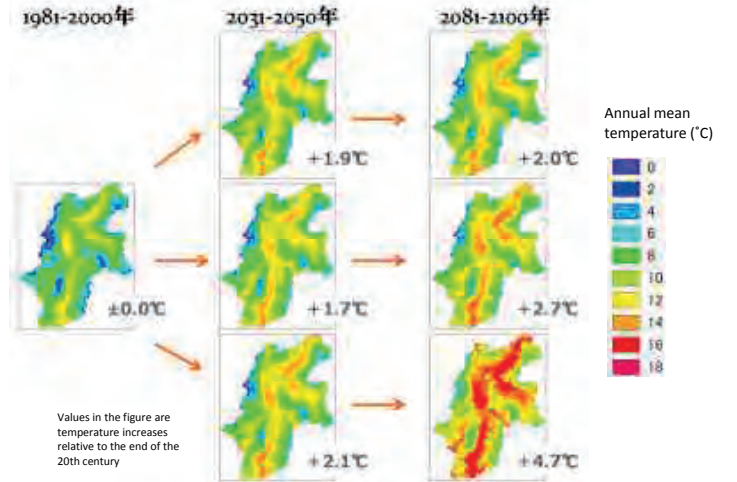 1981-2000年
2031-2050年
2081-2100年
+1.9℃
+2.0℃
±0.0℃
+1.7℃
+2.7℃
+2.1℃
+4.7℃
Values in the figure are
temperature increases
relative to the end of the
20th century
Annual mean
temperature (˚C)
0
2
4
6
8
10
12
14
16
18